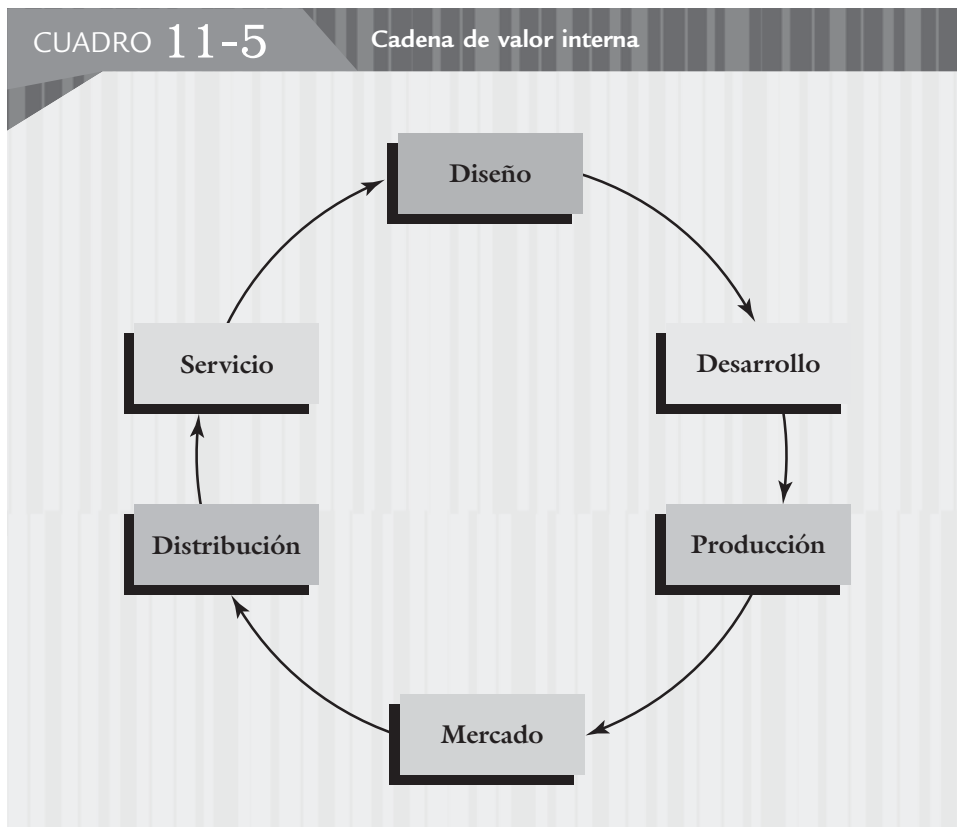 CUADRO 11-5
Cadena de valor interna
Diseño
Desarrollo
Producción
Mercado
Distribución
Servicio